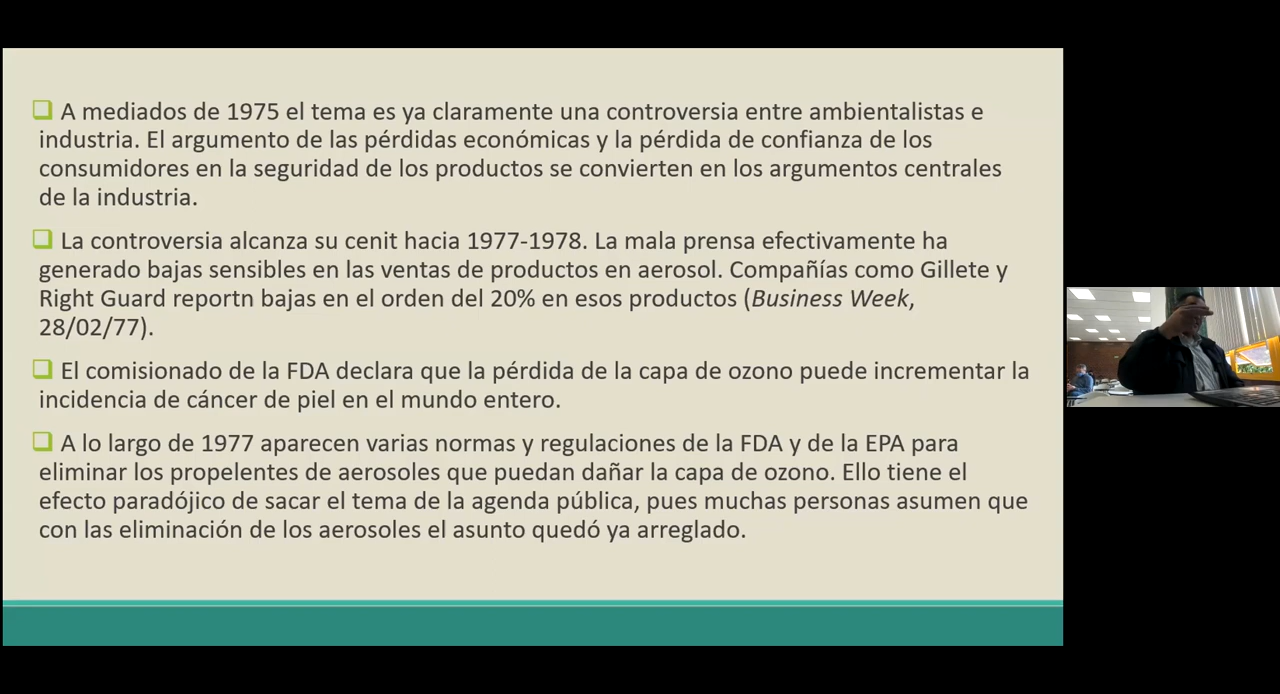 A mediados de 1975 el tema es ya claramente una controversia entre ambientalistas e
industria. El argumento de las pérdidas económicas y la pérdida de confianza de los
consumidores en la seguridad de los productos se convierten en los argumentos centrales
de la industria.
La controversia alcanza su cenit hacia 1977-1978. La mala prensa efectivamente ha
generado bajas sensibles en las ventas de productos en aerosol. Compañías como Gillete y
Right Guard reportn bajas en el orden del 20% en esos productos (Business Week,
28/02/77).
El comisionado de la FDA declara que la pérdida de la capa de ozono puede incrementar la
incidencia de cáncer de piel en el mundo entero.
A lo largo de 1977 aparecen varias normas y regulaciones de la FDA y de la EPA para
eliminar los propelentes de aerosoles que puedan dañar la capa de ozono. Ello tiene el
efecto paradójico de sacar el tema de la agenda pública, pues muchas personas asumen que
con las eliminación de los aerosoles el asunto quedó ya arreglado.